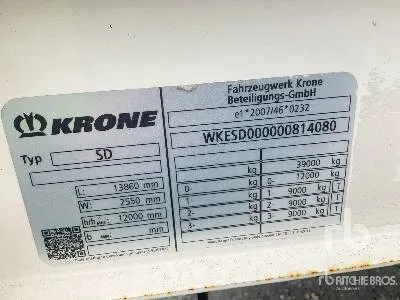 KRONE
Typ SD
L: 13860 mm
W: 2550 mm
12000 mm
b mm
Fahrzeugwerk Krone
Beteiligungs-GmbH
e1*2007/46*0232
WKESD000000814080
39000 kg
kg 0- 12000 kg
0- kg 1 9000 kg
1- kg 2 9000 kg
2- kg 3 9000 kg
3-
RITCHIE BROS.